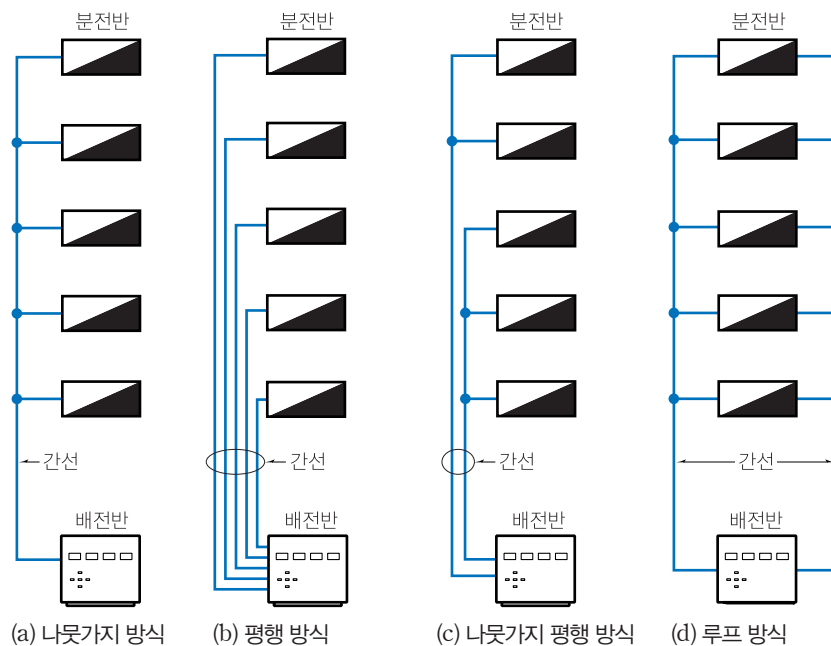 분전반 분전반 분전반 분전반
간선 간선 간선 간선
배전반 배전반 배전반 배전반
(a) 나뭇가지 방식 (b) 평행 방식 (c) 나뭇가지 평행 방식 (d) 루프 방식